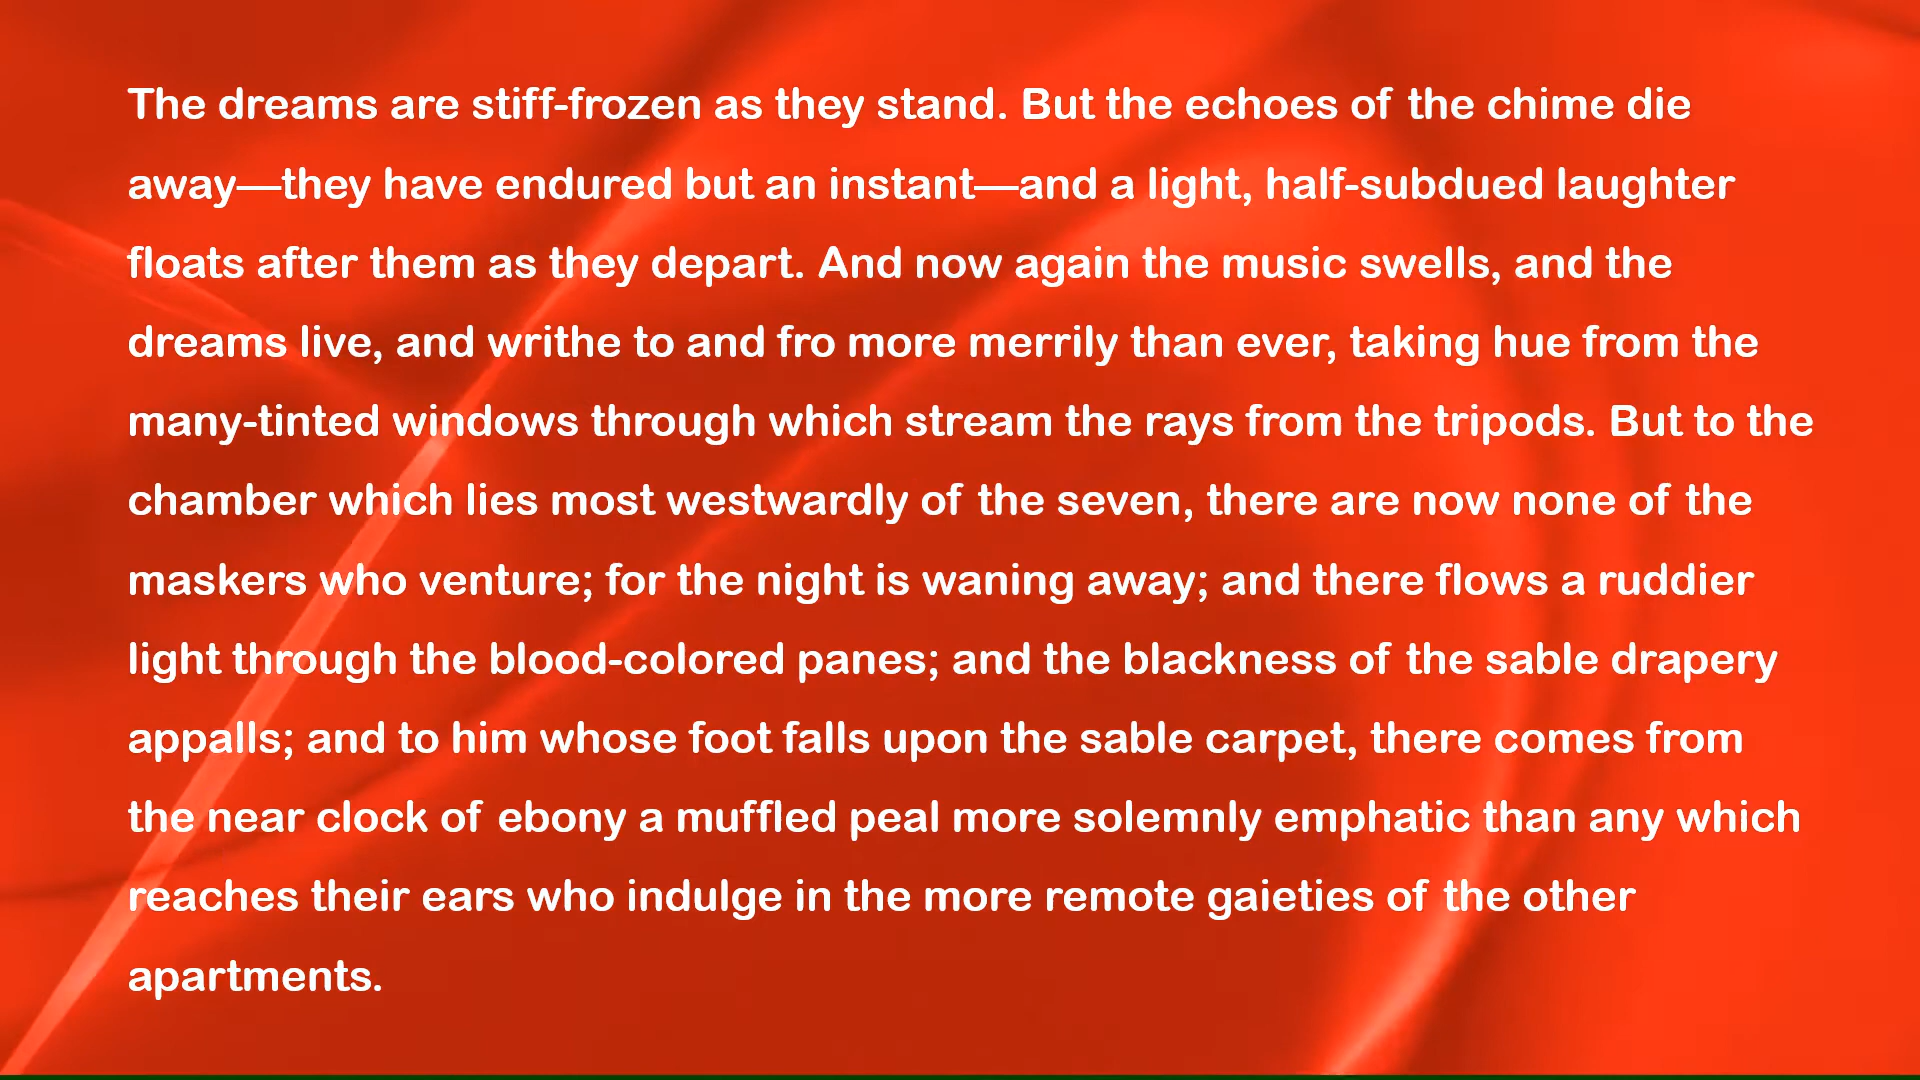 The dreams are stiff-frozen as they stand. But the echoes of the chime die
away—they have endured but an instant—and a light, half-subdued laughter
floats after them as they depart. And now again the music swells, and the
dreams live, and writhe to and fro more merrily than ever, taking hue from the
many-tinted windows through which stream the rays from the tripods. But to the
chamber which lies most westwardly of the seven, there are now none of the
maskers who venture; for the night is waning away; and there flows a ruddier
light through the blood-colored panes; and the blackness of the sable drapery
appalls; and to him whose foot falls upon the sable carpet, there comes from
the near clock of ebony a muffled peal more solemnly emphatic than any which
reaches their ears who indulge in the more remote gaieties of the other
apartments.